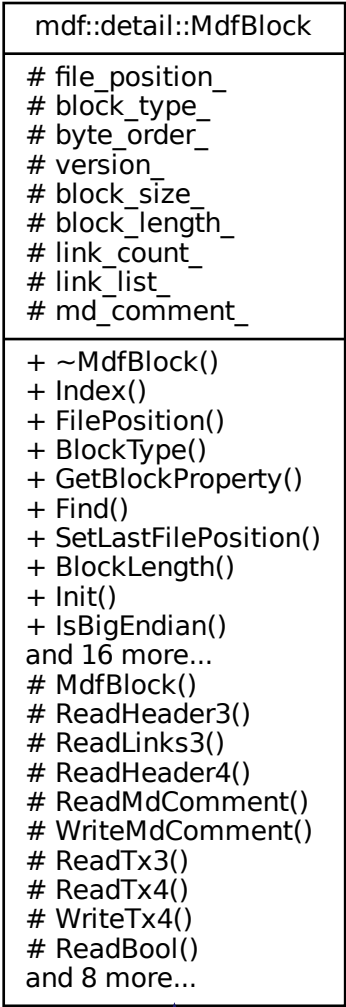 mdf::detail::MdfBlock
# file_position_
# block_type_
# byte_order_
# version_
# block_size_
# block_length_
# link_count_
# link_list_
# md_comment_
+ ~MdfBlock()
+ Index()
+ FilePosition()
+ BlockType()
+ GetBlockProperty()
+ Find()
+ SetLastFilePosition()
+ BlockLength()
+ Init()
+ IsBigEndian()
and 16 more...
# MdfBlock()
# ReadHeader3()
# ReadLinks3()
# ReadHeader4()
# ReadMdComment()
# WriteMdComment()
# ReadTx3()
# ReadTx4()
# WriteTx4()
# ReadBool()
and 8 more...